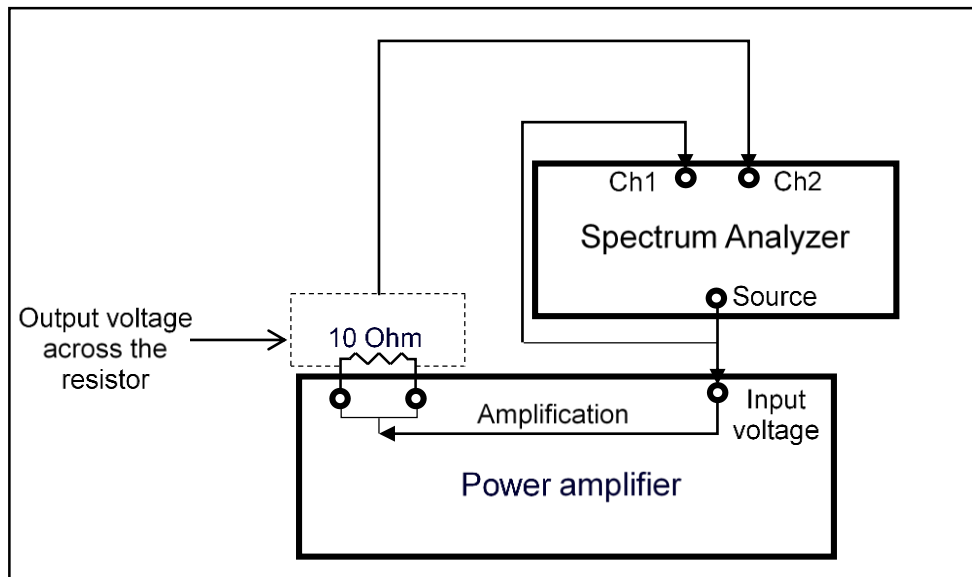 Ch1
Ch2
Spectrum Analyzer
Source
Output voltage
across the
resistor
10 Ohm
Amplification
Input
voltage
Power amplifier